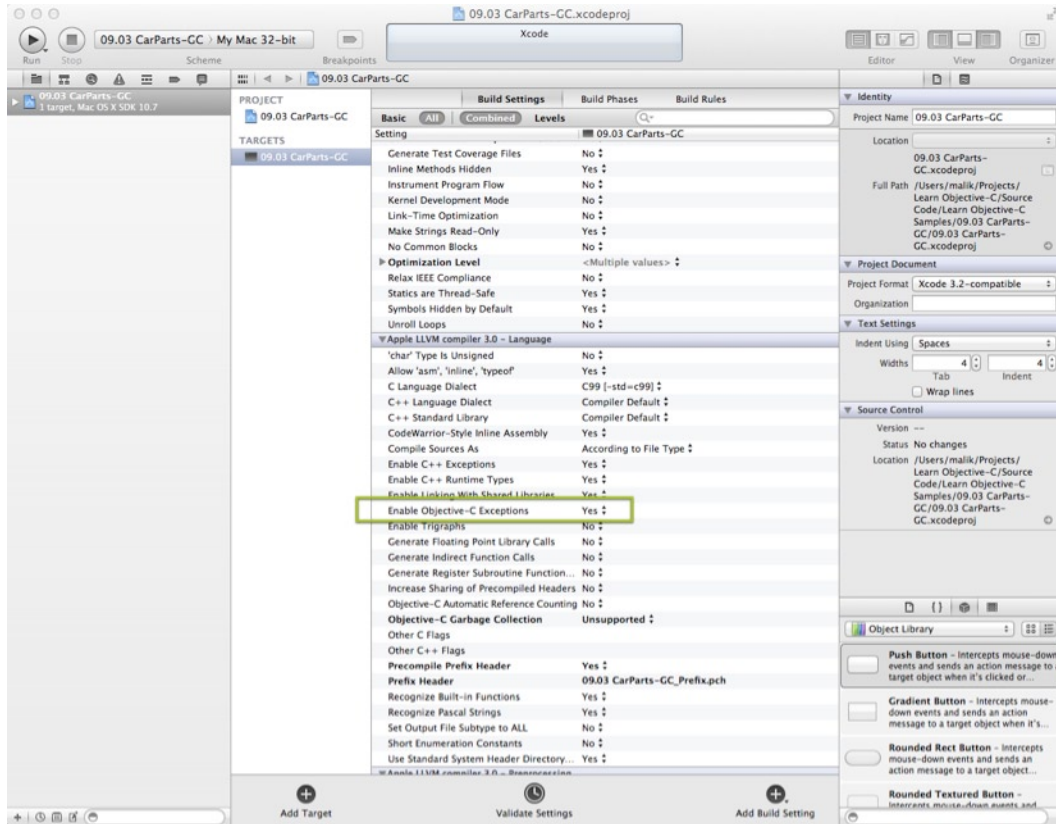 09.03 CarParts-GC.xcodeproj
09.03 CarParts-GC › My Mac 32-bit
Xcode
Run
Stop
Scheme
Breakpoints
Editor
View
Organizer
09.03 CarParts-GC
1 target, Mac OS X SDK 10.7
09.03 CarParts-GC
PROJECT
09.03 CarParts-GC
TARGETS
09.03 CarParts-GC
Build Settings
Build Phases
Build Rules
Basic
All
Combined
Levels
Setting
09.03 CarParts-GC
Generate Test Coverage Files No
Inline Methods Hidden Yes
Instrument Program Flow No
Kernel Development Mode No
Link-Time Optimization No
Make Strings Read-Only Yes
No Common Blocks No
Optimization Level <Multiple values>
Relax IEEE Compliance No
Statics are Thread-Safe Yes
Symbols Hidden by Default Yes
Unroll Loops No
Apple LLVM compiler 3.0 - Language
'char' Type Is Unsigned No
Allow 'asm', 'inline', 'typeof' Yes
C Language Dialect C99 [-std=c99]
C++ Language Dialect Compiler Default
C++ Standard Library Compiler Default
CodeWarrior-Style Inline Assembly Yes
Compile Sources As According to File Type
Enable C++ Exceptions Yes
Enable C++ Runtime Types Yes
Enable Linking With Shared Libraries Yes
Enable Objective-C Exceptions Yes
Enable Trigraphs No
Generate Floating Point Library Calls No
Generate Indirect Function Calls No
Generate Register Subroutine Function... No
Increase Sharing of Precompiled Headers No
Objective-C Automatic Reference Counting No
Objective-C Garbage Collection Unsupported
Other C Flags
Other C++ Flags
Precompile Prefix Header Yes
Prefix Header 09.03 CarParts-GC_Prefix.pch
Recognize Built-in Functions Yes
Recognize Pascal Strings Yes
Set Output File Subtype to ALL No
Short Enumeration Constants No
Use Standard System Header Directory... Yes
Apple LLVM compiler 3.0 - Preprocessing
Add Target
Validate Settings
Add Build Setting
Identity
Project Name 09.03 CarParts-GC
Location
09.03 CarParts-
GC.xcodeproj
Full Path /Users/malik/Projects/
Learn Objective-C/Source
Code/Learn Objective-C
Samples/09.03 CarParts-
GC/09.03 CarParts-
GC.xcodeproj
Project Document
Project Format Xcode 3.2-compatible
Organization
Text Settings
Indent Using Spaces
Widths 4 4
Tab Indent
Wrap lines
Source Control
Version --
Status No changes
Location /Users/malik/Projects/
Learn Objective-C/Source
Code/Learn Objective-C
Samples/09.03 CarParts-
GC/09.03 CarParts-
GC.xcodeproj
Object Library
Push Button - Intercepts mouse-down
events and sends an action message to a
target object when it's clicked or...
Gradient Button - Intercepts mouse-
down events and sends an action
message to a target object when it's...
Rounded Rect Button - Intercepts
mouse-down events and sends an
action message to a target object...
Rounded Textured Button -
Intercepts mouse-down events and